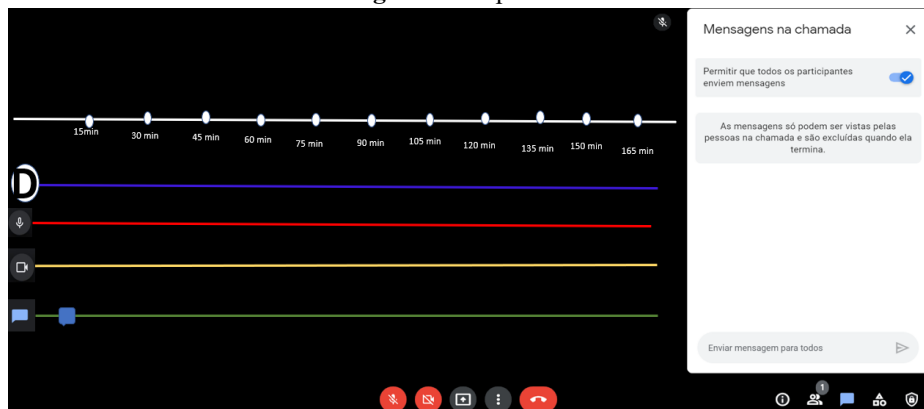 Mensagens na chamada
Permitir que todos os participantes
enviem mensagens
As mensagens só podem ser vistas pelas
pessoas na chamada e são excluídas quando ela
termina.
15min 30 min 45 min 60 min 75 min 90 min 105 min 120 min 135 min 150 min 165 min
D
Enviar mensagem para todos
1